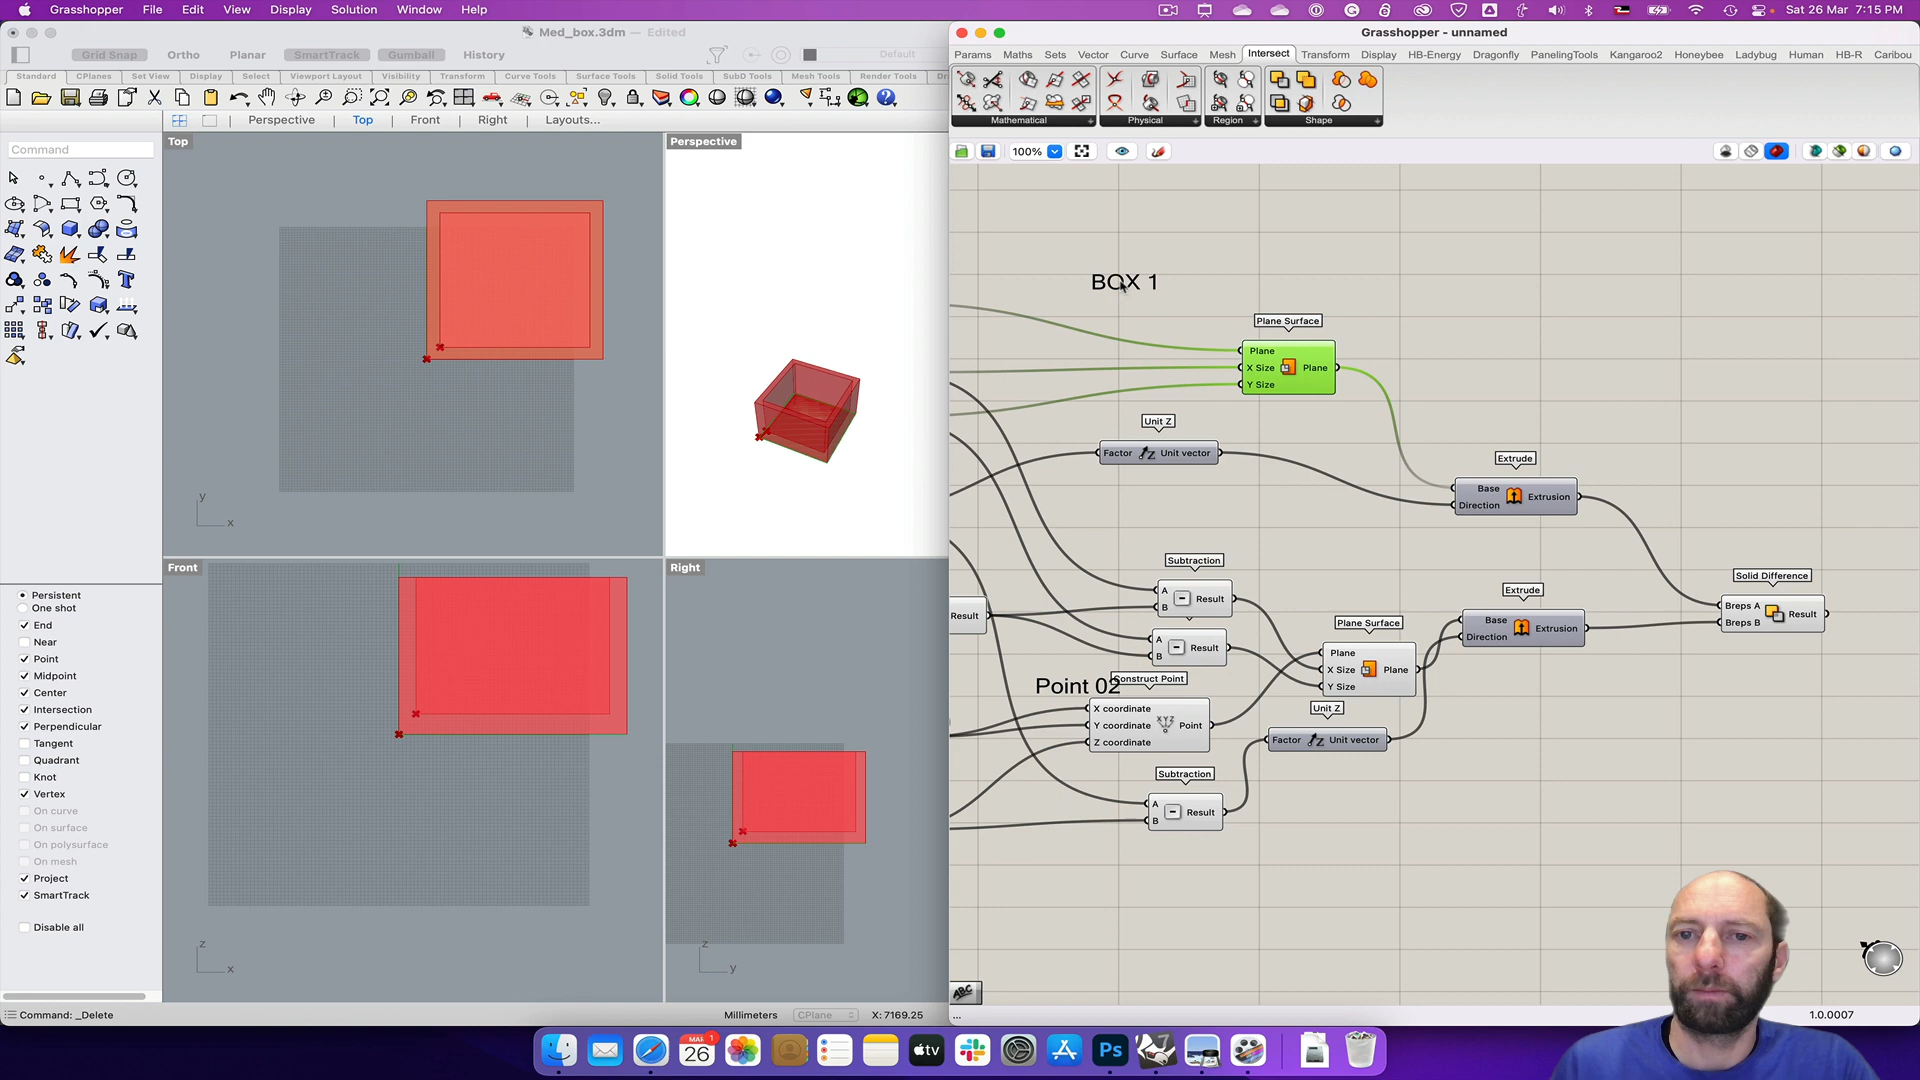 Grasshopper File Edit View Display Solution Window Help
Sat 26 Mar 7:15 PM
Med_box.3dm — Edited
Grid Snap Ortho Planar SmartTrack Gumball History
Default
Standard CPlanes Set View Display Select Viewport Layout Visibility Transform Curve Tools Surface Tools Solid Tools SubD Tools Mesh Tools Render Tools
Perspective Top Front Right Layouts...
Command
Top
Perspective
y
x
Front
Right
z
x
z
y
Persistent
One shot
End
Near
Point
Midpoint
Center
Intersection
Perpendicular
Tangent
Quadrant
Knot
Vertex
On curve
On surface
On polysurface
On mesh
Project
SmartTrack
Disable all
Command: _Delete
Millimeters
CPlane
X: 7169.25
Grasshopper - unnamed
Params Maths Sets Vector Curve Surface Mesh Intersect Transform Display HB-Energy Dragonfly PanelingTools Kangaroo2 Honeybee Ladybug Human HB-R Caribou
Mathematical
Physical
Region
Shape
100%
BOX 1
Plane Surface
Plane
X Size
Y Size
Plane
Unit Z
Factor Unit vector
Extrude
Base
Direction
Extrusion
Subtraction
A
B
Result
Result
A
B
Result
Extrude
Base
Direction
Extrusion
Solid Difference
Breps A
Breps B
Result
Plane Surface
Plane
X Size
Y Size
Plane
Point 02
Construct Point
X coordinate
Y coordinate
Z coordinate
XYZ
Point
Unit Z
Factor Unit vector
Subtraction
A
B
Result
ABC
...
1.0.0007
MAR
26
1
tv
Ps
7